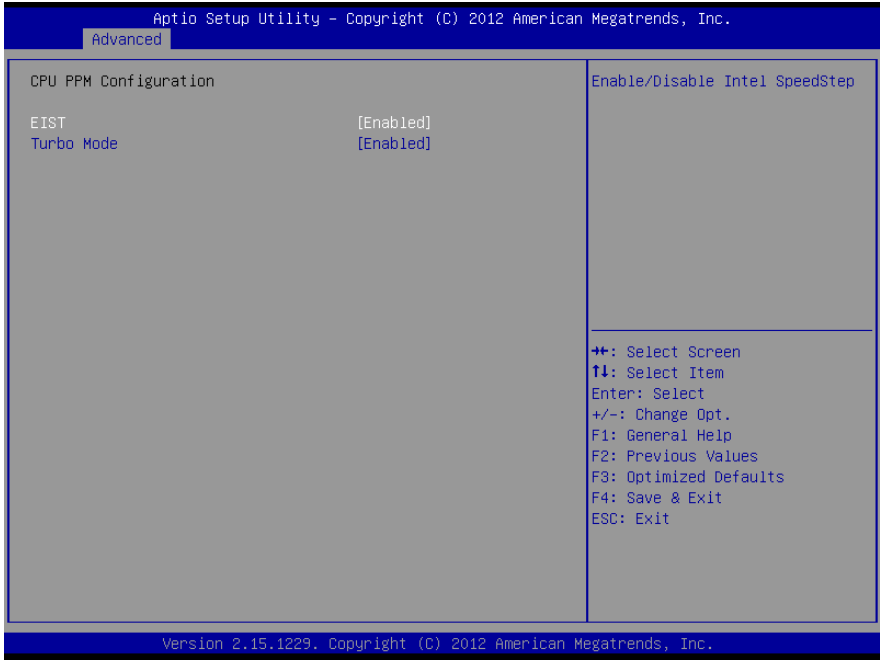 Aptio Setup Utility – Copyright (C) 2012 American Megatrends, Inc.
Advanced
CPU PPM Configuration
EIST [Enabled]
Turbo Mode [Enabled]
Enable/Disable Intel SpeedStep
→←: Select Screen
↑↓: Select Item
Enter: Select
+/-: Change Opt.
F1: General Help
F2: Previous Values
F3: Optimized Defaults
F4: Save & Exit
ESC: Exit
Version 2.15.1229. Copyright (C) 2012 American Megatrends, Inc.